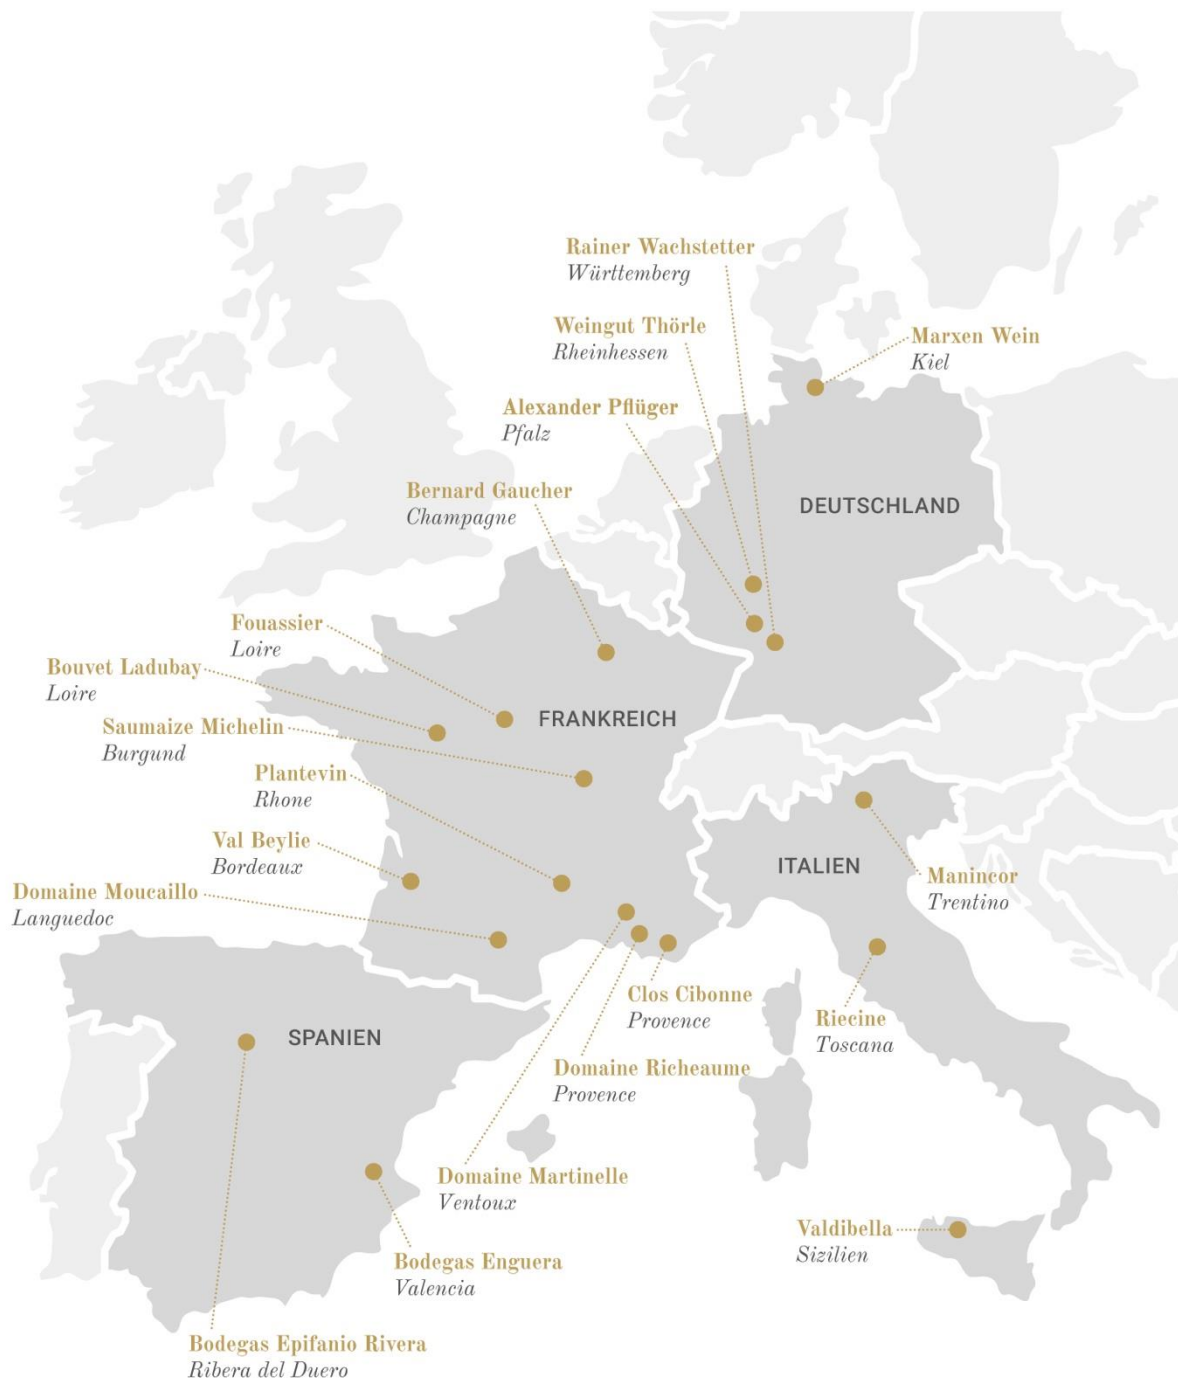 Rainer Wachstetter
Württemberg
Weingut Thörle
Rheinhessen
Marxen Wein
Kiel
Alexander Pflüger
Pfalz
Bernard Gaucher
Champagne
DEUTSCHLAND
Fouassier
Loire
Bouvet Ladubay
Loire
FRANKREICH
Saumaize Michelin
Burgund
Plantevin
Rhone
Val Beylie
Bordeaux
ITALIEN
Manincor
Trentino
Domaine Moucaillo
Languedoc
Clos Cibonne
Provence
Riecine
Toscana
SPANIEN
Domaine Richeaume
Provence
Domaine Martinelle
Ventoux
Valdibella
Sizilien
Bodegas Enguera
Valencia
Bodegas Epifanio Rivera
Ribera del Duero